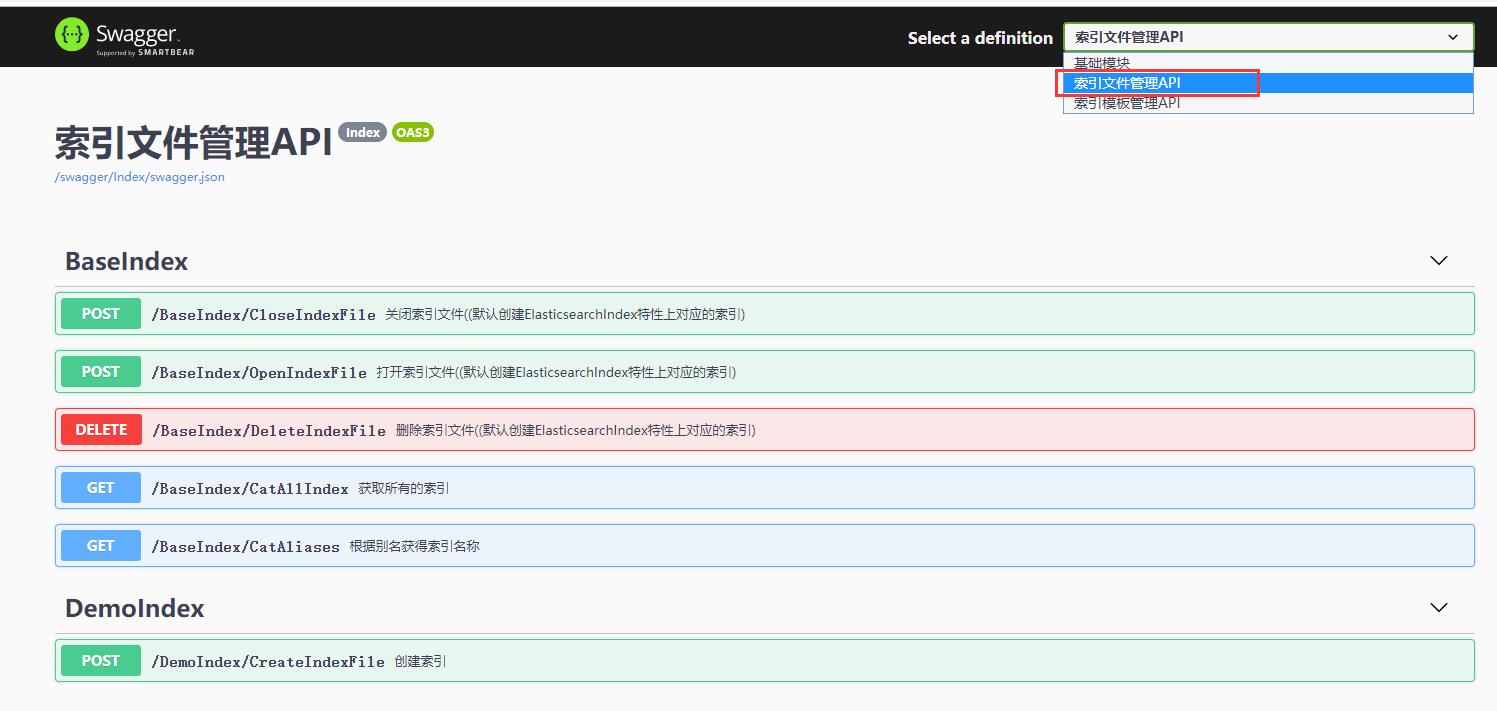 Swagger.
Supported by SMARTBEAR
Select a definition
索引文件管理API
基础模块
索引文件管理API
索引模板管理API
索引文件管理API Index OAS3
/swagger/Index/swagger.json
BaseIndex
POST /BaseIndex/CloseIndexFile 关闭索引文件((默认创建ElasticsearchIndex特性上对应的索引)
POST /BaseIndex/OpenIndexFile 打开索引文件((默认创建ElasticsearchIndex特性上对应的索引)
DELETE /BaseIndex/DeleteIndexFile 删除索引文件((默认创建ElasticsearchIndex特性上对应的索引)
GET /BaseIndex/CatAllIndex 获取所有的索引
GET /BaseIndex/CatAliases 根据别名获得索引名称
DemoIndex
POST /DemoIndex/CreateIndexFile 创建索引